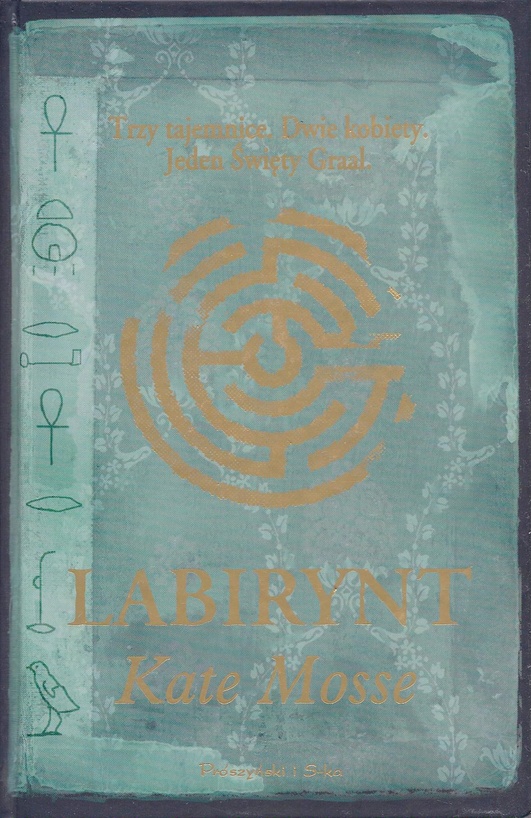 Trzy tajemnice. Dwie kobiety.
Jeden Święty Graal.
LABIRYNT
Kate Mosse
Prószyński i S-ka